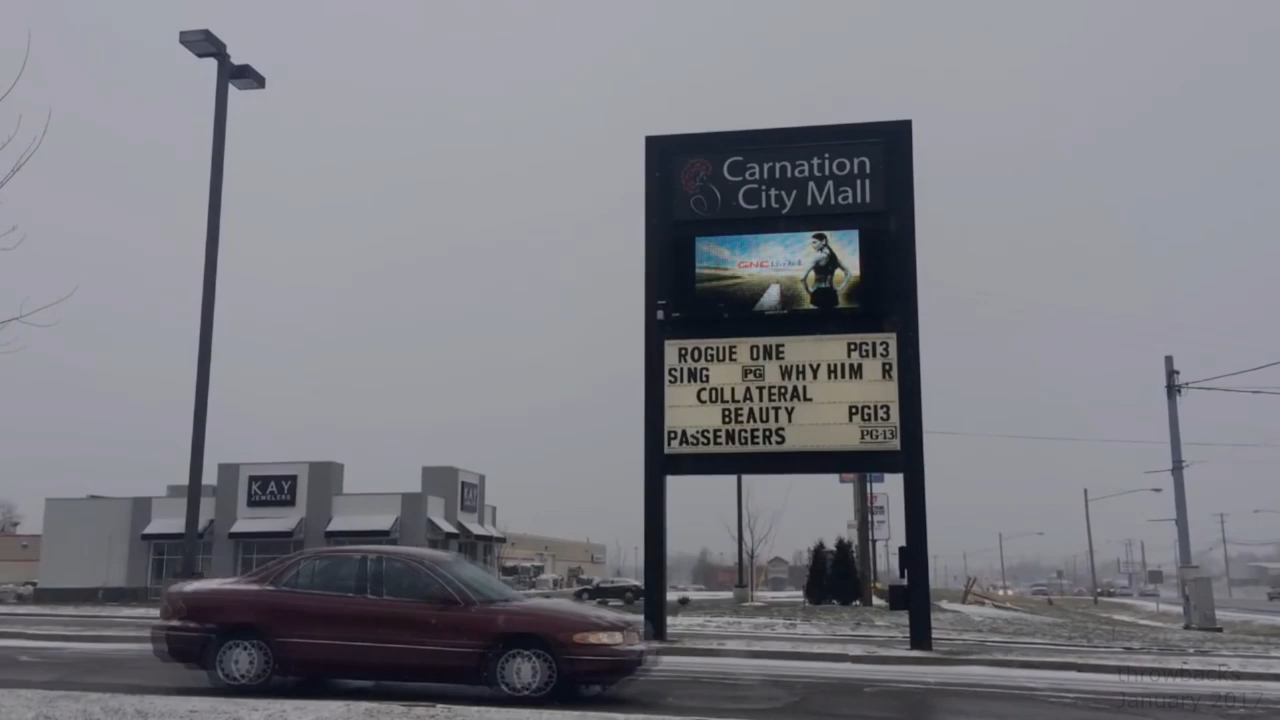 Carnation
City Mall
GNC
ROGUE ONE PG13
SING PG WHY HIM R
COLLATERAL
BEAUTY PG13
PASSENGERS PG-13
KAY
JEWELERS
KAY
throwbacks
January 2017